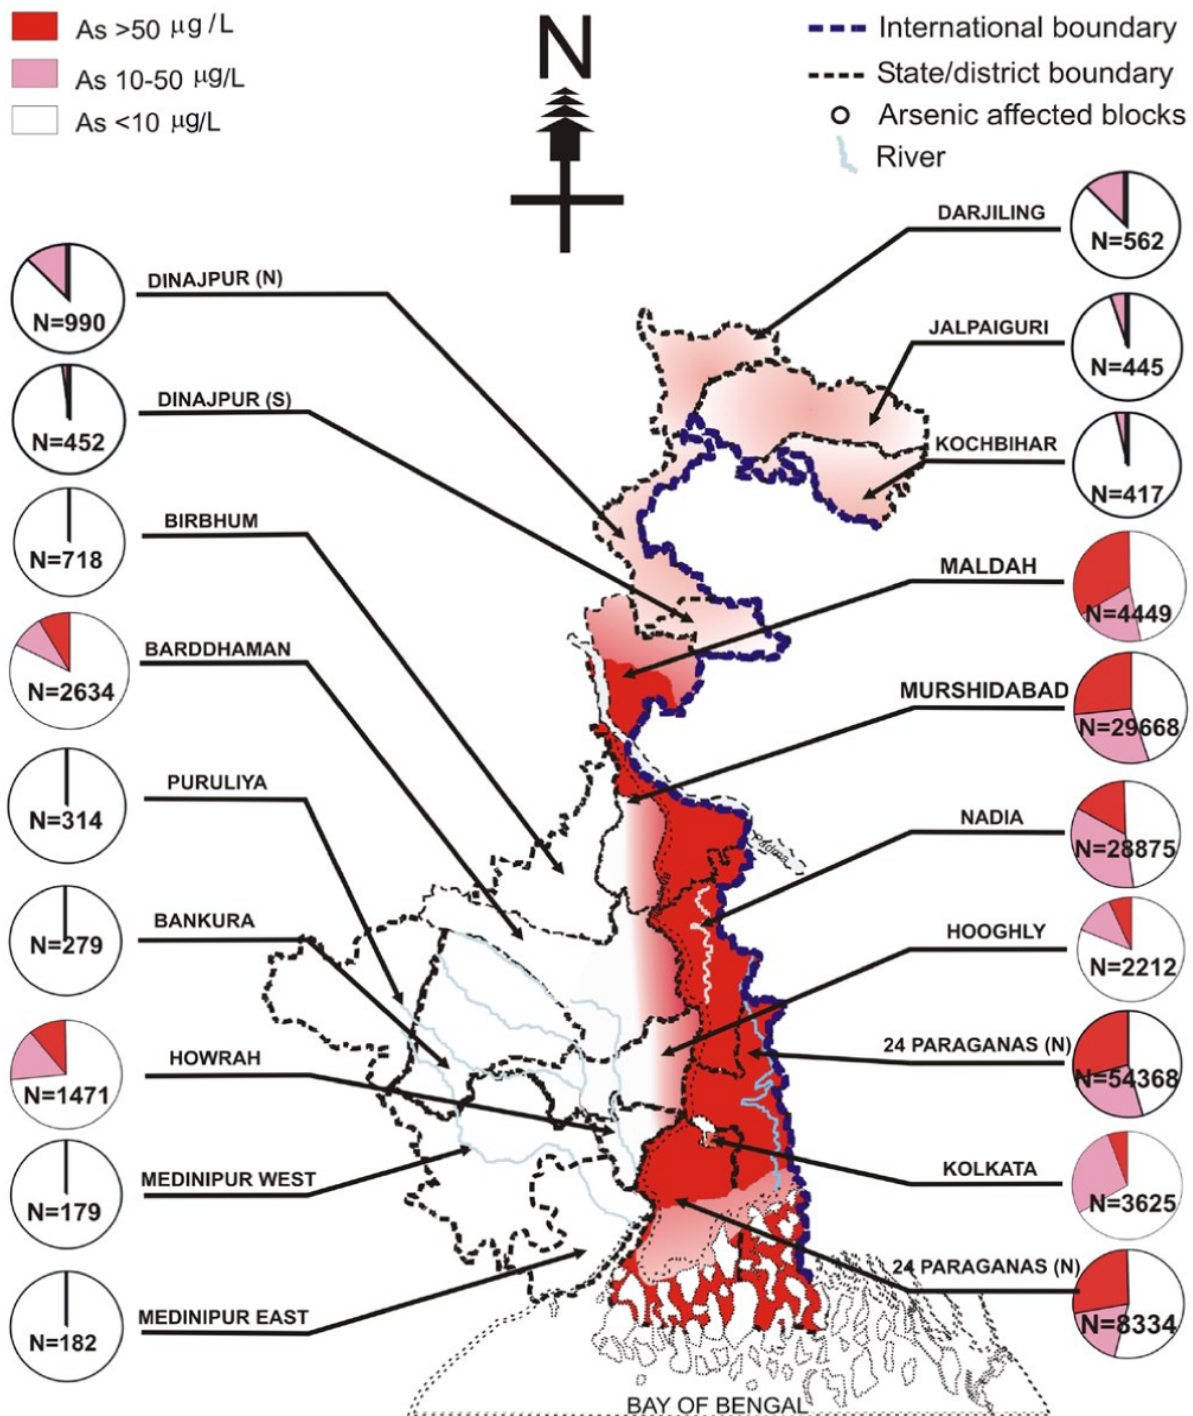 As >50 μg/L
As 10-50 μg/L
As <10 μg/L
N
International boundary
State/district boundary
Arsenic affected blocks
River
DARJILING
N=562
DINAJPUR (N)
N=990
JALPAIGURI
N=445
DINAJPUR (S)
N=452
KOCHBIHAR
N=417
BIRBHUM
N=718
MALDAH
N=4449
BARDDHAMAN
N=2634
MURSHIDABAD
N=29668
PURULIYA
N=314
NADIA
N=28875
Padma
BANKURA
N=279
HOOGHLY
N=2212
HOWRAH
N=1471
24 PARAGANAS (N)
N=54368
MEDINIPUR WEST
N=179
KOLKATA
N=3625
MEDINIPUR EAST
N=182
24 PARAGANAS (N)
N=8334
BAY OF BENGAL